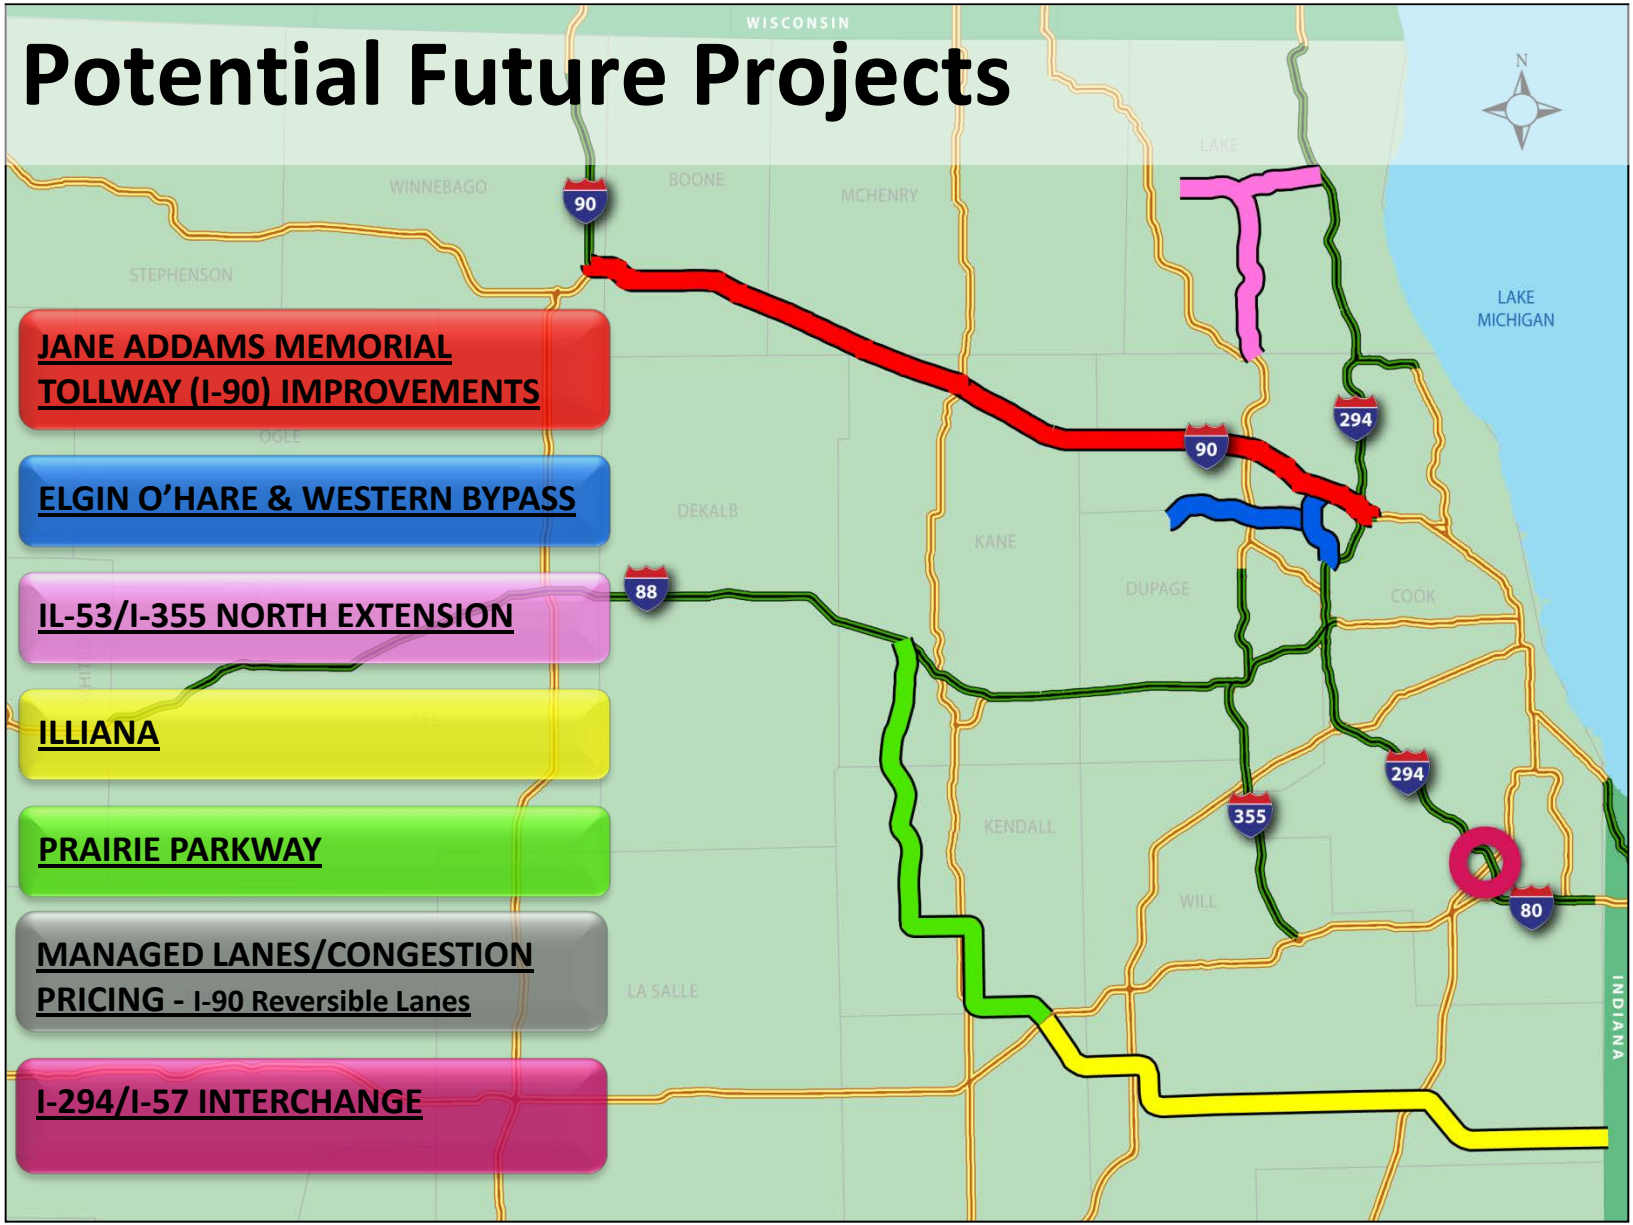 WISCONSIN
Potential Future Projects
N
LAKE
WINNEBAGO
BOONE
MCHENRY
90
STEPHENSON
LAKE
MICHIGAN
JANE ADDAMS MEMORIAL
TOLLWAY (I-90) IMPROVEMENTS
OGLE
294
90
ELGIN O’HARE & WESTERN BYPASS
DEKALB
KANE
DUPAGE
COOK
88
IL-53/I-355 NORTH EXTENSION
LEE
ILLIANA
294
355
KENDALL
PRAIRIE PARKWAY
WILL
80
MANAGED LANES/CONGESTION
PRICING - I-90 Reversible Lanes
LA SALLE
INDIANA
I-294/I-57 INTERCHANGE